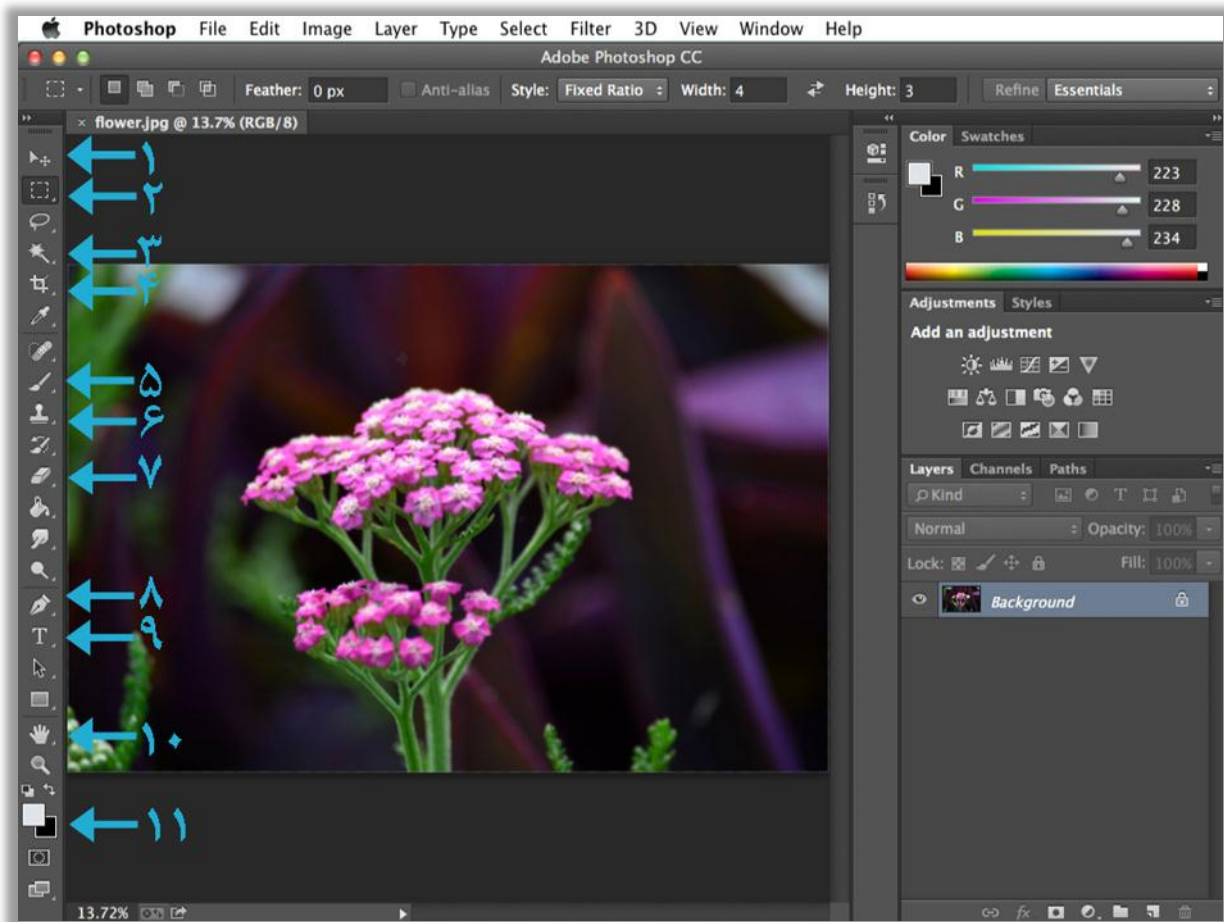 Photoshop File Edit Image Layer Type Select Filter 3D View Window Help
Adobe Photoshop CC
Feather: 0 px Anti-alias Style: Fixed Ratio Width: 4 Height: 3 Refine Essentials
× flower.jpg @ 13.7% (RGB/8)
Color Swatches
R 223
G 228
B 234
Adjustments Styles
Add an adjustment
Layers Channels Paths
Kind
Normal Opacity: 100%
Lock: Fill: 100%
Background
۱
۲
۳
۴
۵
۶
۷
۸
T ۹
۱۰
۱۱
13.72%
fx